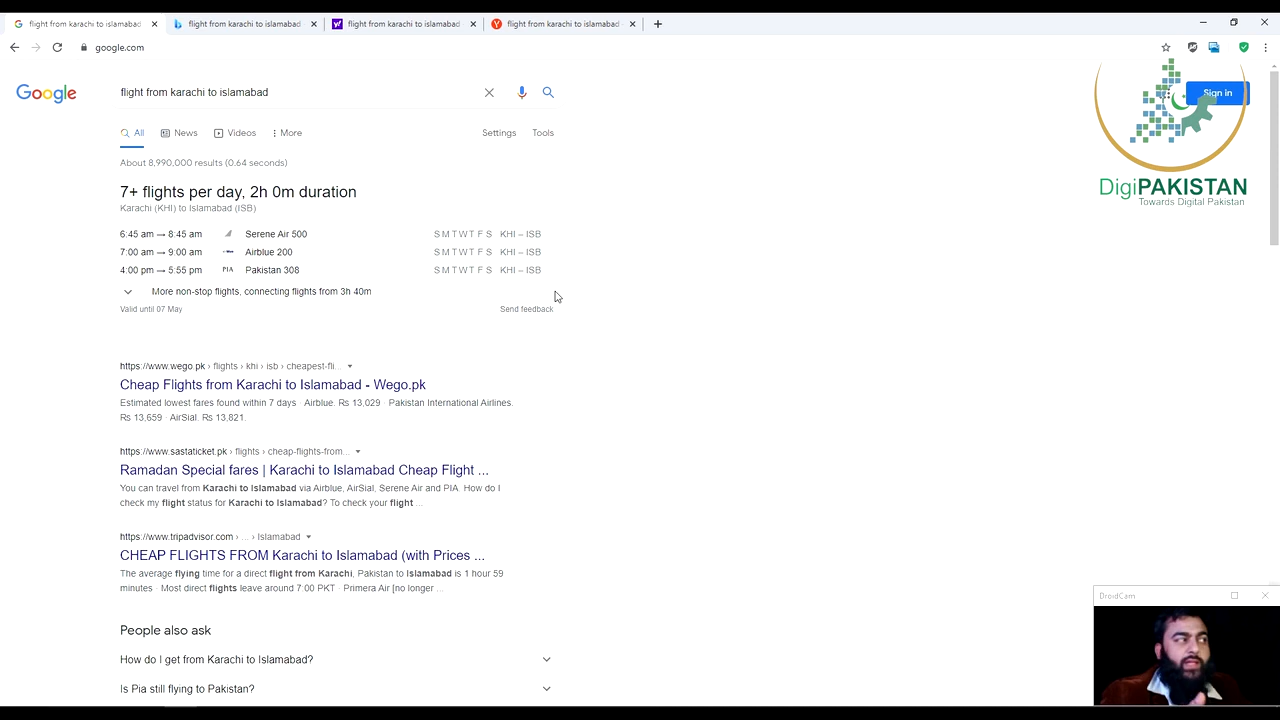 flight from karachi to islamabad
flight from karachi to islamabad
flight from karachi to islamabad
flight from karachi to islamabad
google.com
Google
flight from karachi to islamabad
Sign in
All
News
Videos
More
Settings
Tools
About 8,990,000 results (0.64 seconds)
DigiPAKISTAN
Towards Digital Pakistan
7+ flights per day, 2h 0m duration
Karachi (KHI) to Islamabad (ISB)
6:45 am → 8:45 am Serene Air 500 S M T W T F S KHI – ISB
7:00 am → 9:00 am Airblue 200 S M T W T F S KHI – ISB
4:00 pm → 5:55 pm PIA Pakistan 308 S M T W T F S KHI – ISB
More non-stop flights, connecting flights from 3h 40m
Valid until 07 May Send feedback
https://www.wego.pk › flights › khi › isb › cheapest-fli...
Cheap Flights from Karachi to Islamabad - Wego.pk
Estimated lowest fares found within 7 days · Airblue. Rs 13,029 · Pakistan International Airlines.
Rs 13,659 · AirSial. Rs 13,821.
https://www.sastaticket.pk › flights › cheap-flights-from...
Ramadan Special fares | Karachi to Islamabad Cheap Flight ...
You can travel from Karachi to Islamabad via Airblue, AirSial, Serene Air and PIA. How do I
check my flight status for Karachi to Islamabad? To check your flight ...
https://www.tripadvisor.com › ... › Islamabad
CHEAP FLIGHTS FROM Karachi to Islamabad (with Prices ...
The average flying time for a direct flight from Karachi, Pakistan to Islamabad is 1 hour 59
minutes · Most direct flights leave around 7:00 PKT · Primera Air [no longer ...
People also ask
How do I get from Karachi to Islamabad?
Is Pia still flying to Pakistan?
DroidCam